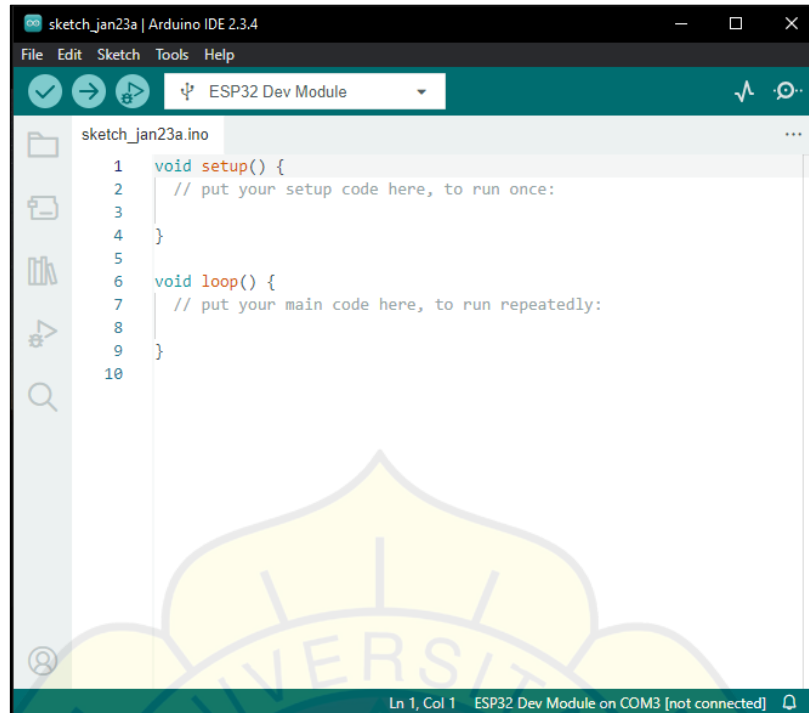 sketch_jan23a | Arduino IDE 2.3.4
File Edit Sketch Tools Help
ESP32 Dev Module
sketch_jan23a.ino
1 void setup() {
2 // put your setup code here, to run once:
3
4 }
5
6 void loop() {
7 // put your main code here, to run repeatedly:
8
9 }
10
UNIVERSIT
Ln 1, Col 1 ESP32 Dev Module on COM3 [not connected]